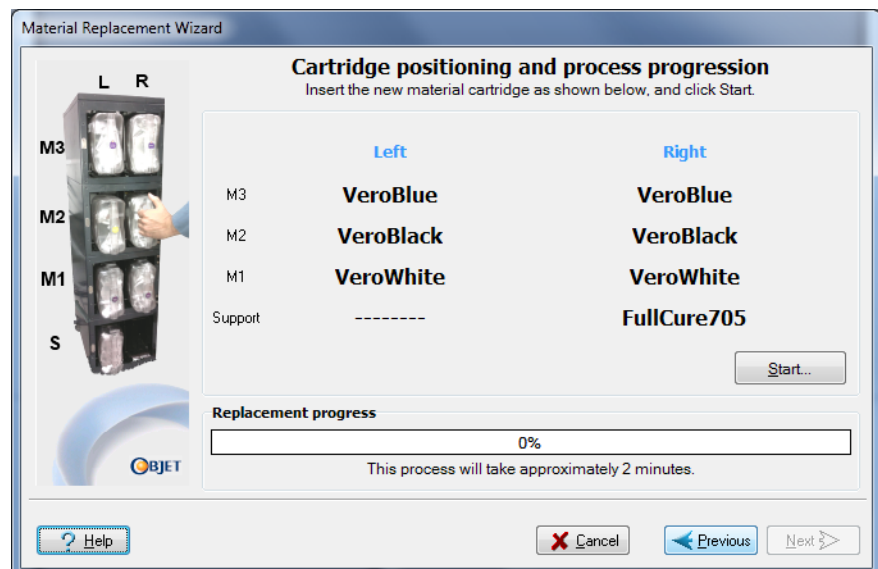 Material Replacement Wizard
L R
M3
M2
M1
S
OBJET
Cartridge positioning and process progression
Insert the new material cartridge as shown below, and click Start.
Left Right
M3 VeroBlue VeroBlue
M2 VeroBlack VeroBlack
M1 VeroWhite VeroWhite
Support -------- FullCure705
Start...
Replacement progress
0%
This process will take approximately 2 minutes.
? Help Cancel Previous Next